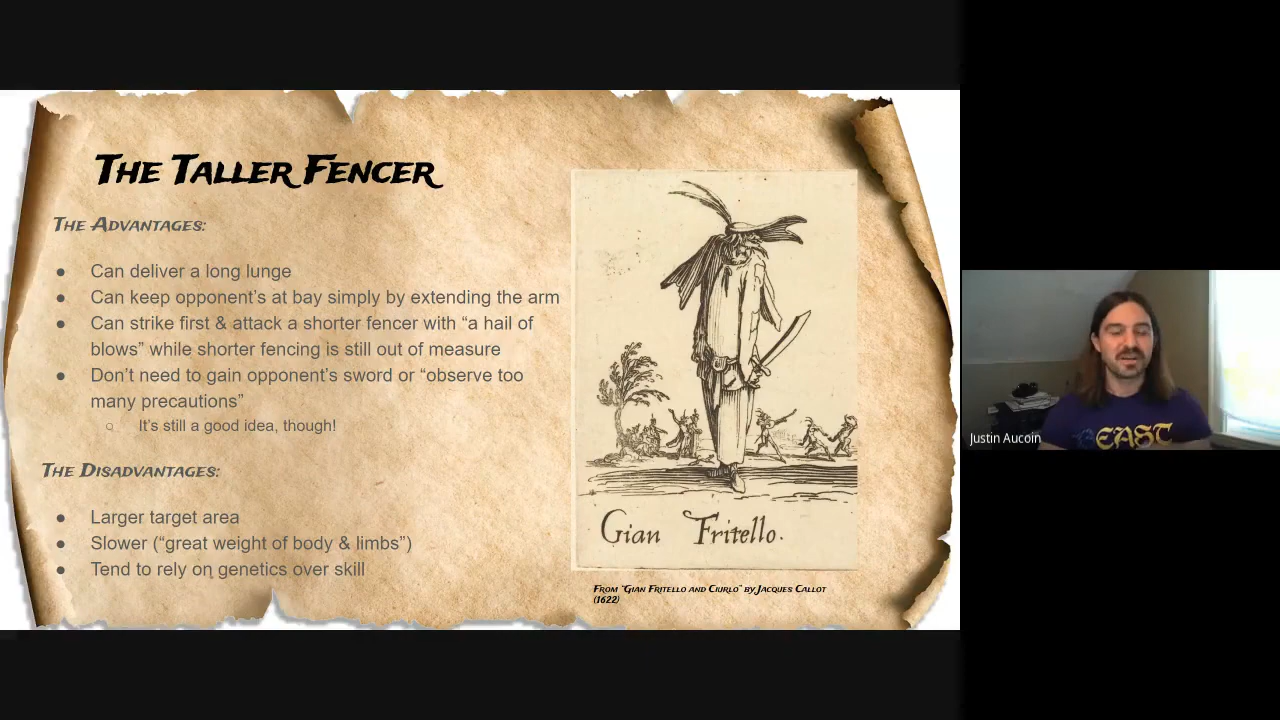 The Taller Fencer
The Advantages:
● Can deliver a long lunge
● Can keep opponent’s at bay simply by extending the arm
● Can strike first & attack a shorter fencer with “a hail of
blows” while shorter fencing is still out of measure
● Don’t need to gain opponent’s sword or “observe too
many precautions”
○ It’s still a good idea, though!
The Disadvantages:
● Larger target area
● Slower (“great weight of body & limbs”)
● Tend to rely on genetics over skill
Gian Fritello.
From “Gian Fritello and Ciurlo” by Jacques Callot
(1622)
Justin Aucoin
EAST